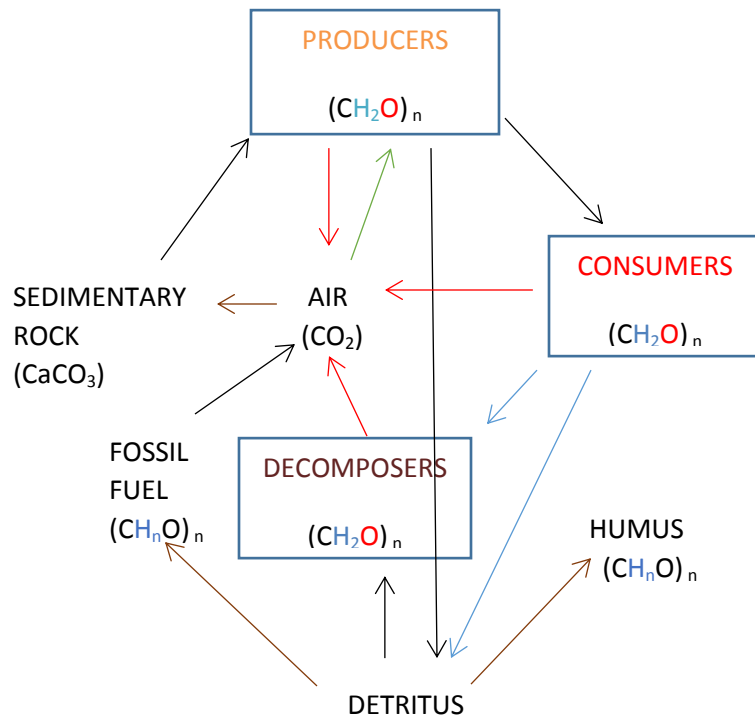 PRODUCERS
(CH₂O) n
CONSUMERS
(CH₂O) n
SEDIMENTARY
ROCK
(CaCO₃)
AIR
(CO₂)
FOSSIL
FUEL
(CHₙO) n
DECOMPOSERS
(CH₂O) n
HUMUS
(CHₙO) n
DETRITUS